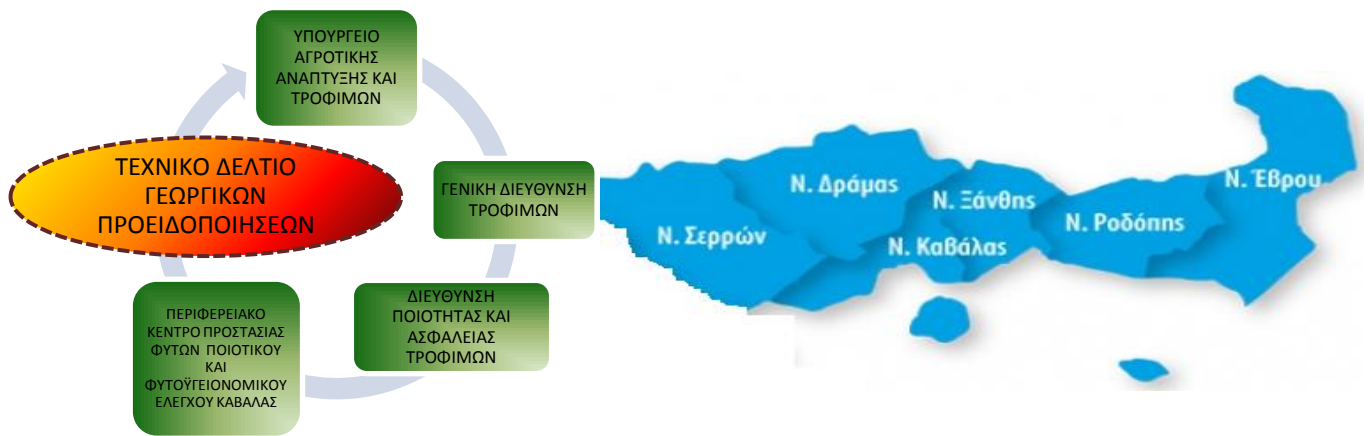 ΥΠΟΥΡΓΕΙΟ
ΑΓΡΟΤΙΚΗΣ
ΑΝΑΠΤΥΞΗΣ ΚΑΙ
ΤΡΟΦΙΜΩΝ
ΓΕΝΙΚΗ ΔΙΕΥΘΥΝΣΗ
ΤΡΟΦΙΜΩΝ
ΔΙΕΥΘΥΝΣΗ
ΠΟΙΟΤΗΤΑΣ ΚΑΙ
ΑΣΦΑΛΕΙΑΣ
ΤΡΟΦΙΜΩΝ
ΠΕΡΙΦΕΡΕΙΑΚΟ
ΚΕΝΤΡΟ ΠΡΟΣΤΑΣΙΑΣ
ΦΥΤΩΝ ΠΟΙΟΤΙΚΟΥ
ΚΑΙ
ΦΥΤΟΫΓΕΙΟΝΟΜΙΚΟΥ
ΕΛΕΓΧΟΥ ΚΑΒΑΛΑΣ
ΤΕΧΝΙΚΟ ΔΕΛΤΙΟ
ΓΕΩΡΓΙΚΩΝ
ΠΡΟΕΙΔΟΠΟΙΗΣΕΩΝ
Ν. Σερρών
Ν. Δράμας
Ν. Καβάλας
Ν. Ξάνθης
Ν. Ροδόπης
Ν. Έβρου